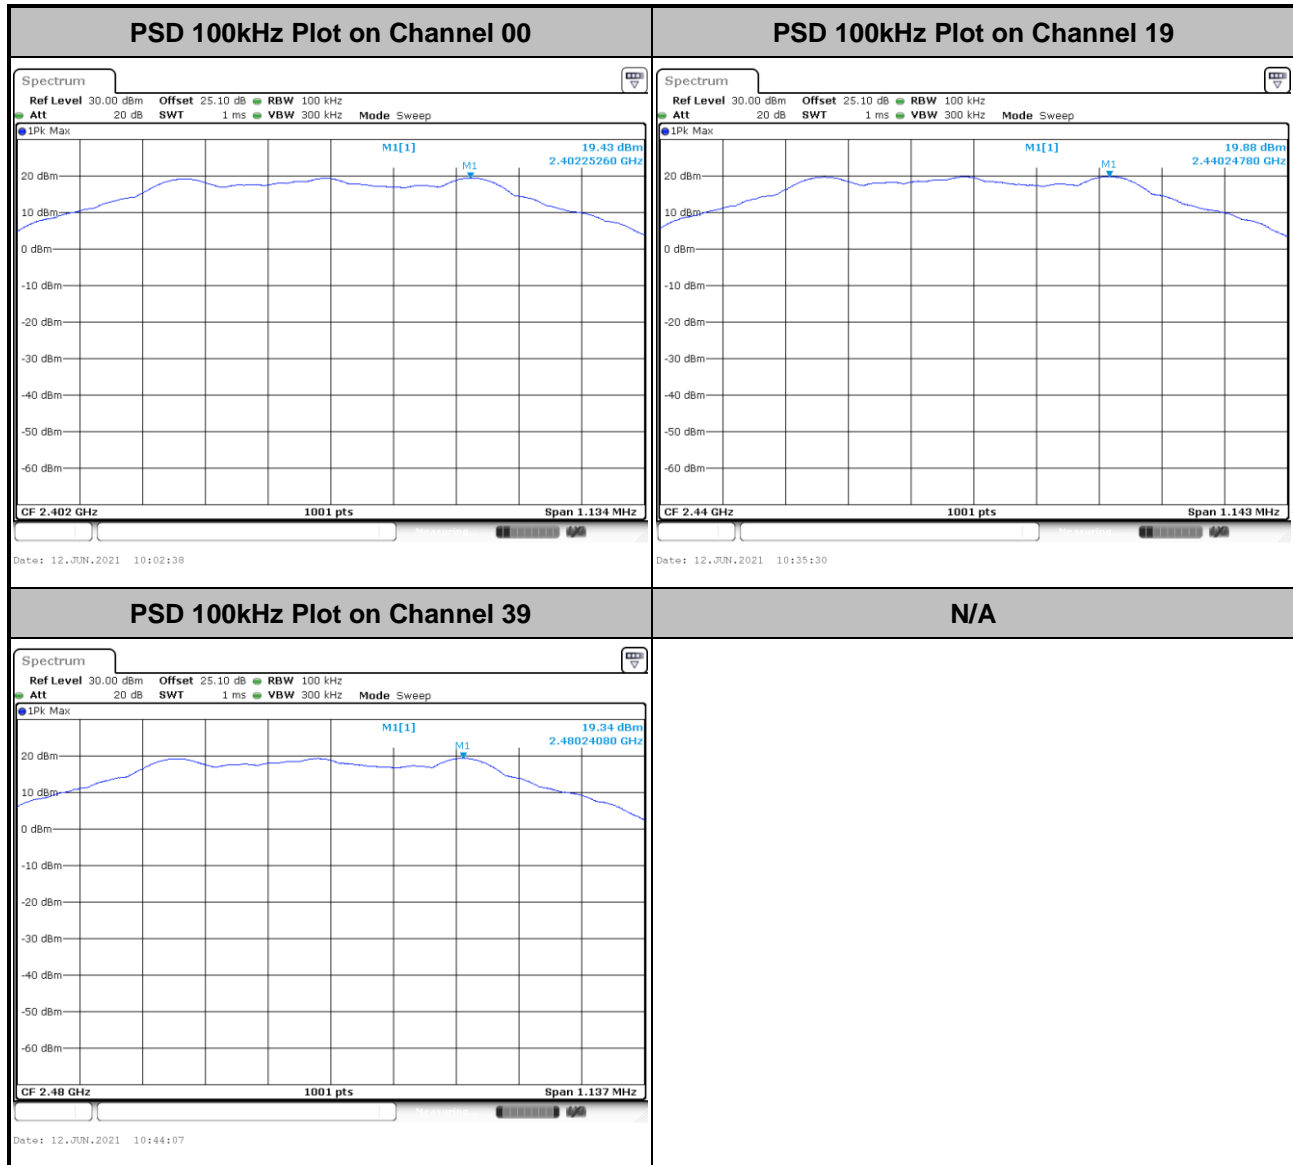 PSD 100kHz Plot on Channel 00
Spectrum
Ref Level 30.00 dBm Offset 25.10 dB RBW 100 kHz
Att 20 dB SWT 1 ms VBW 300 kHz Mode Sweep
1Pk Max
M1[1] 19.43 dBm
2.40225260 GHz
M1
20 dBm
10 dBm
0 dBm
-10 dBm
-20 dBm
-30 dBm
-40 dBm
-50 dBm
-60 dBm
CF 2.402 GHz 1001 pts Span 1.134 MHz
Measuring
Date: 12.JUN.2021 10:02:38
PSD 100kHz Plot on Channel 19
Spectrum
Ref Level 30.00 dBm Offset 25.10 dB RBW 100 kHz
Att 20 dB SWT 1 ms VBW 300 kHz Mode Sweep
1Pk Max
M1[1] 19.88 dBm
2.44024780 GHz
M1
20 dBm
10 dBm
0 dBm
-10 dBm
-20 dBm
-30 dBm
-40 dBm
-50 dBm
-60 dBm
CF 2.44 GHz 1001 pts Span 1.143 MHz
Measuring
Date: 12.JUN.2021 10:35:30
PSD 100kHz Plot on Channel 39
Spectrum
Ref Level 30.00 dBm Offset 25.10 dB RBW 100 kHz
Att 20 dB SWT 1 ms VBW 300 kHz Mode Sweep
1Pk Max
M1[1] 19.34 dBm
2.48024080 GHz
M1
20 dBm
10 dBm
0 dBm
-10 dBm
-20 dBm
-30 dBm
-40 dBm
-50 dBm
-60 dBm
CF 2.48 GHz 1001 pts Span 1.137 MHz
Measuring
Date: 12.JUN.2021 10:44:07
N/A